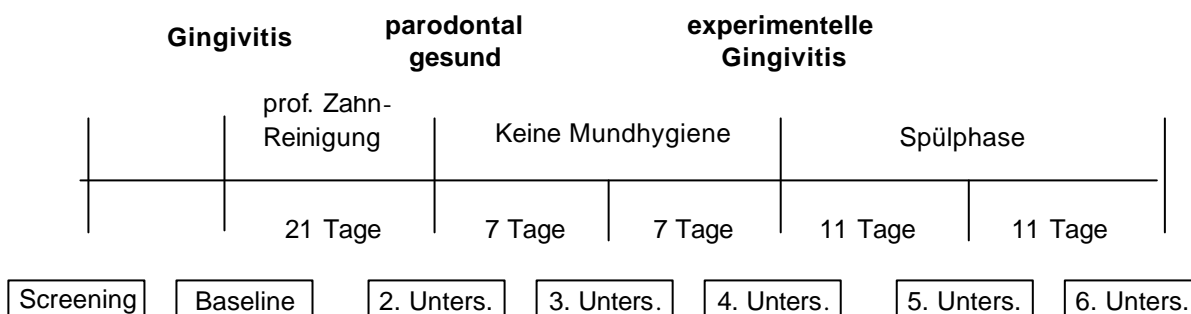 Gingivitis
parodontal
gesund
experimentelle
Gingivitis
prof. Zahn-
Reinigung
Keine Mundhygiene
Spülphase
21 Tage
7 Tage
7 Tage
11 Tage
11 Tage
Screening
Baseline
2. Unters.
3. Unters.
4. Unters.
5. Unters.
6. Unters.